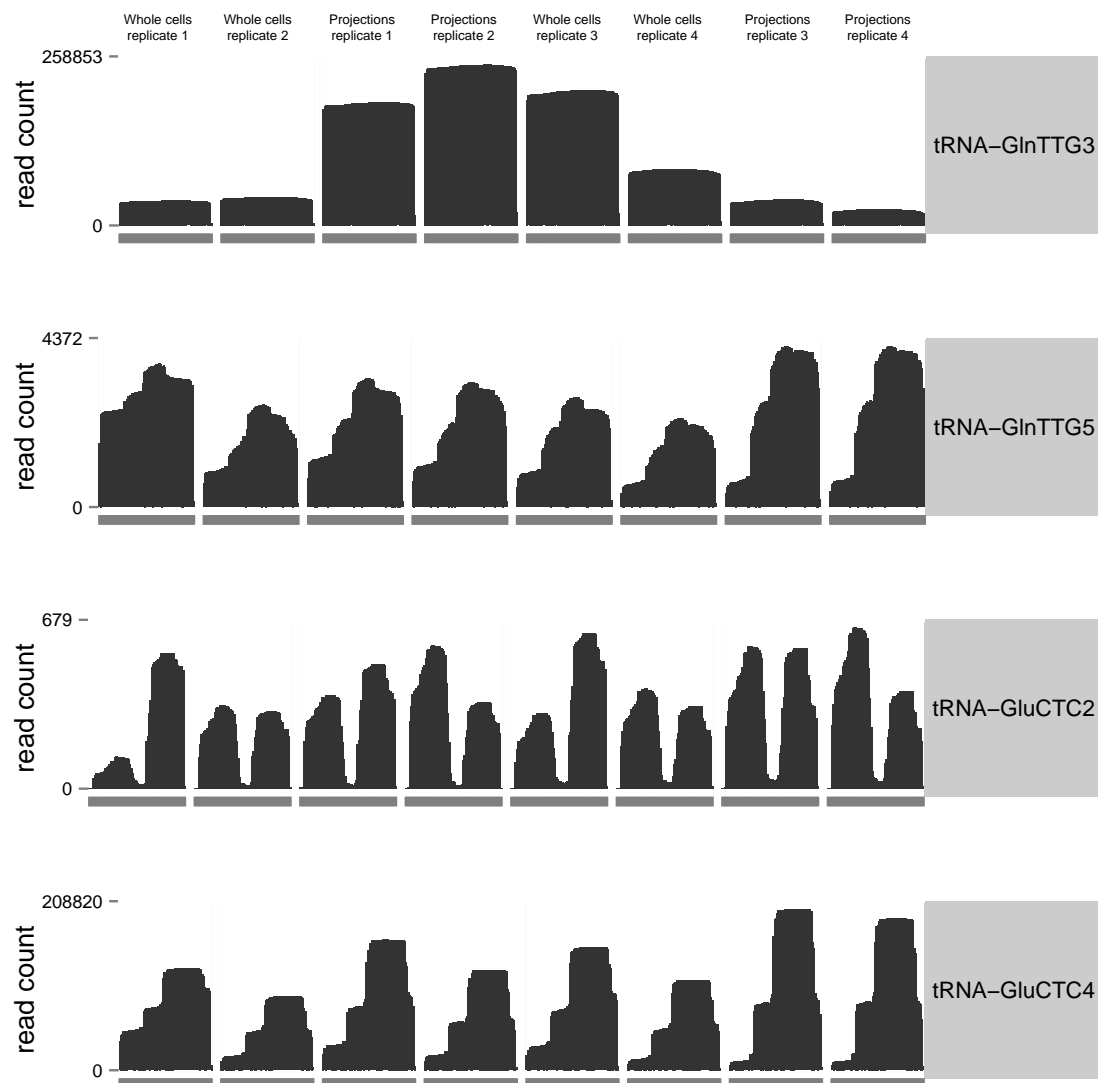 Whole cells replicate 1
Whole cells replicate 2
Projections replicate 1
Projections replicate 2
Whole cells replicate 3
Whole cells replicate 4
Projections replicate 3
Projections replicate 4
258853
read count
0
tRNA−GlnTTG3
4372
read count
0
tRNA−GlnTTG5
679
read count
0
tRNA−GluCTC2
208820
read count
0
tRNA−GluCTC4